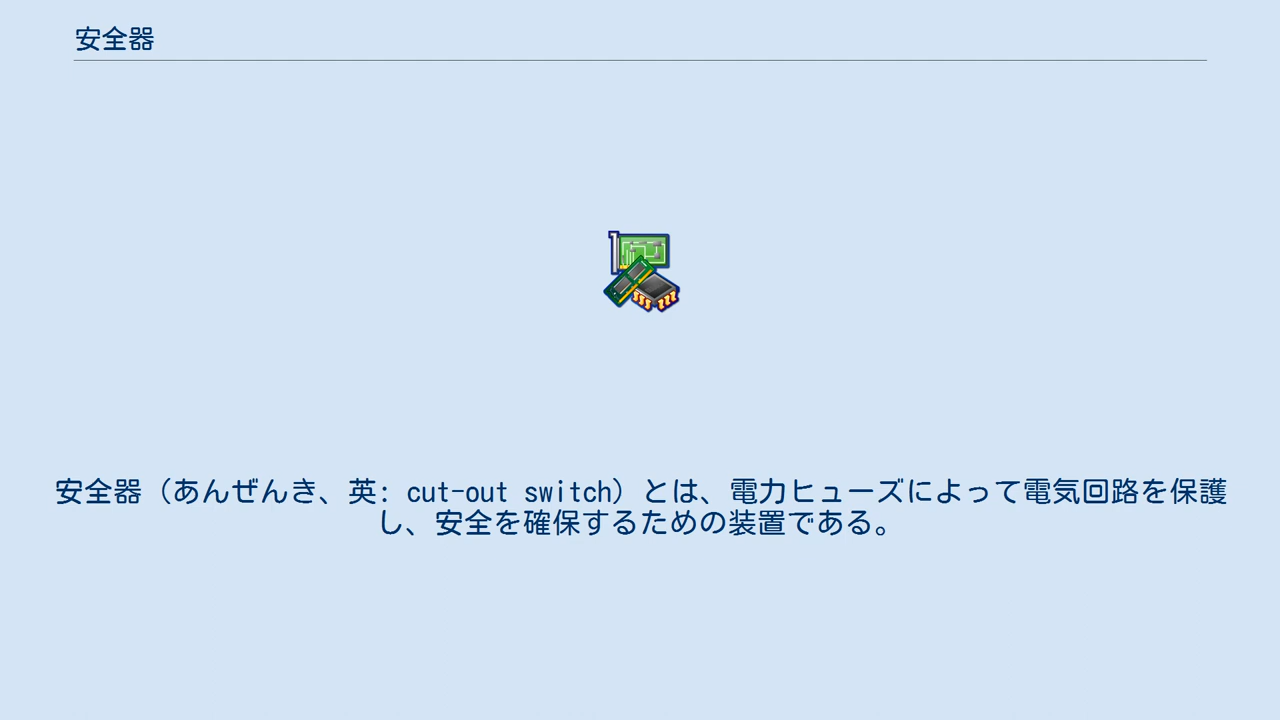 安全器
安全器（あんぜんき、英: cut-out switch）とは、電力ヒューズによって電気回路を保護
し、安全を確保するための装置である。